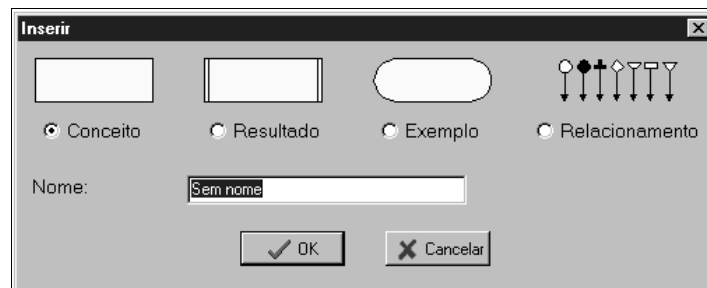 Inserir
Conceito Resultado Exemplo Relacionamento
Nome: Sem nome
OK Cancelar